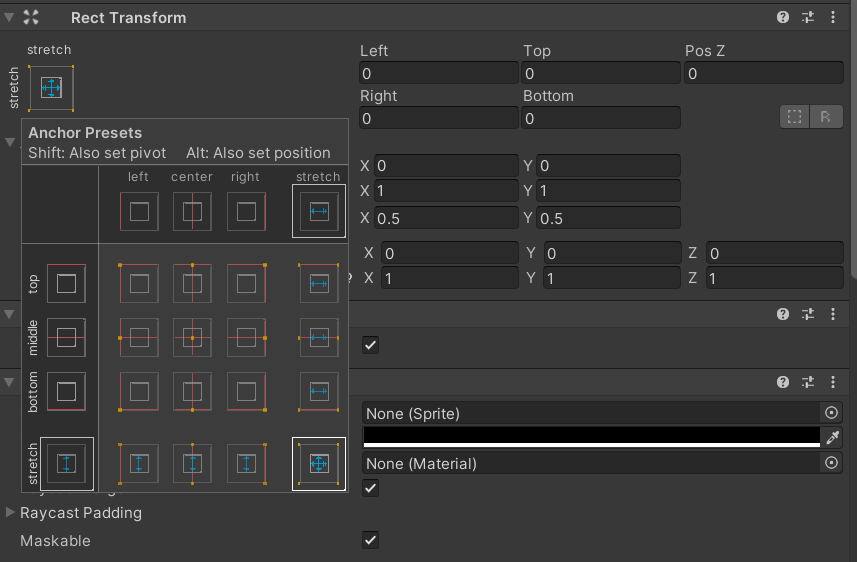 Rect Transform
stretch
stretch
Left Top Pos Z
0 0 0
Right Bottom
0 0
R
Anchor Presets
Shift: Also set pivot Alt: Also set position
left center right stretch
top
middle
bottom
stretch
X 0 Y 0
X 1 Y 1
X 0.5 Y 0.5
X 0 Y 0 Z 0
X 1 Y 1 Z 1
None (Sprite)
None (Material)
Raycast Padding
Maskable